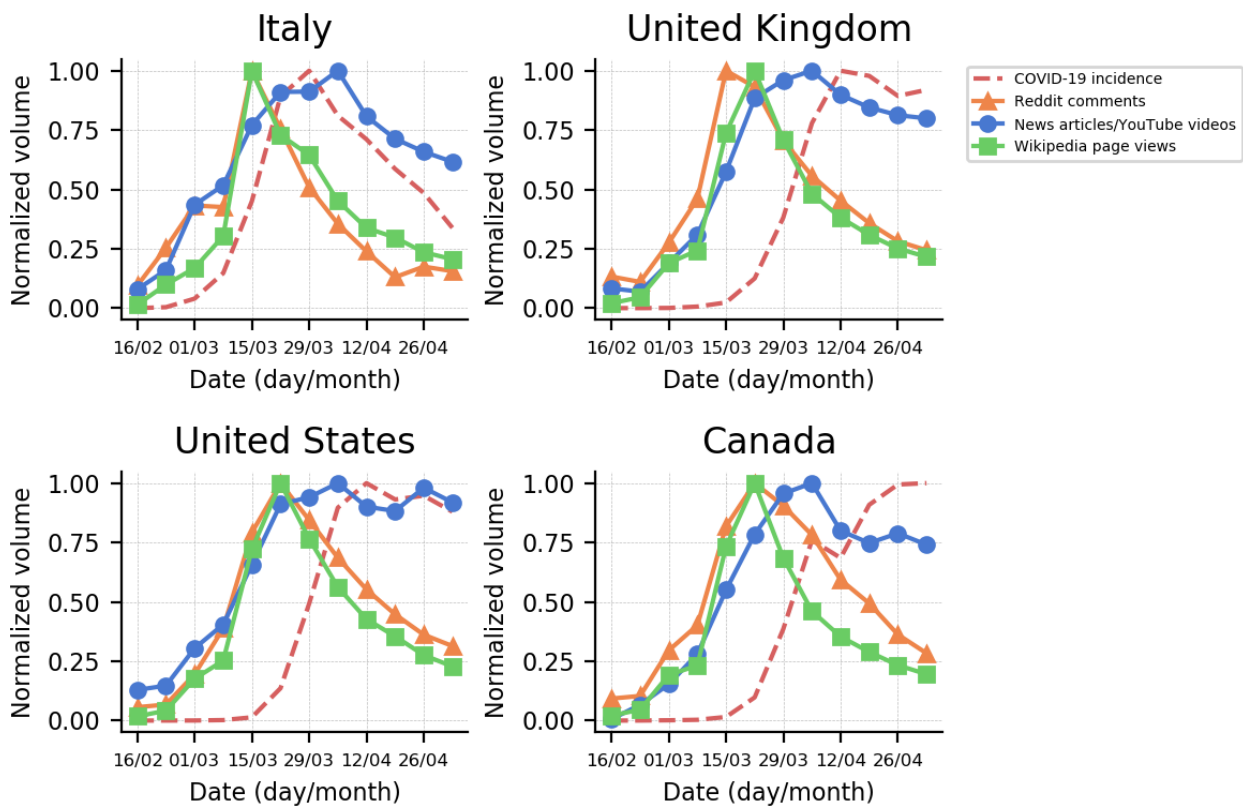 Italy
Normalized volume
1.00
0.75
0.50
0.25
0.00
16/02 01/03 15/03 29/03 12/04 26/04
Date (day/month)
United Kingdom
Normalized volume
1.00
0.75
0.50
0.25
0.00
16/02 01/03 15/03 29/03 12/04 26/04
Date (day/month)
COVID-19 incidence
Reddit comments
News articles/YouTube videos
Wikipedia page views
United States
Normalized volume
1.00
0.75
0.50
0.25
0.00
16/02 01/03 15/03 29/03 12/04 26/04
Date (day/month)
Canada
Normalized volume
1.00
0.75
0.50
0.25
0.00
16/02 01/03 15/03 29/03 12/04 26/04
Date (day/month)